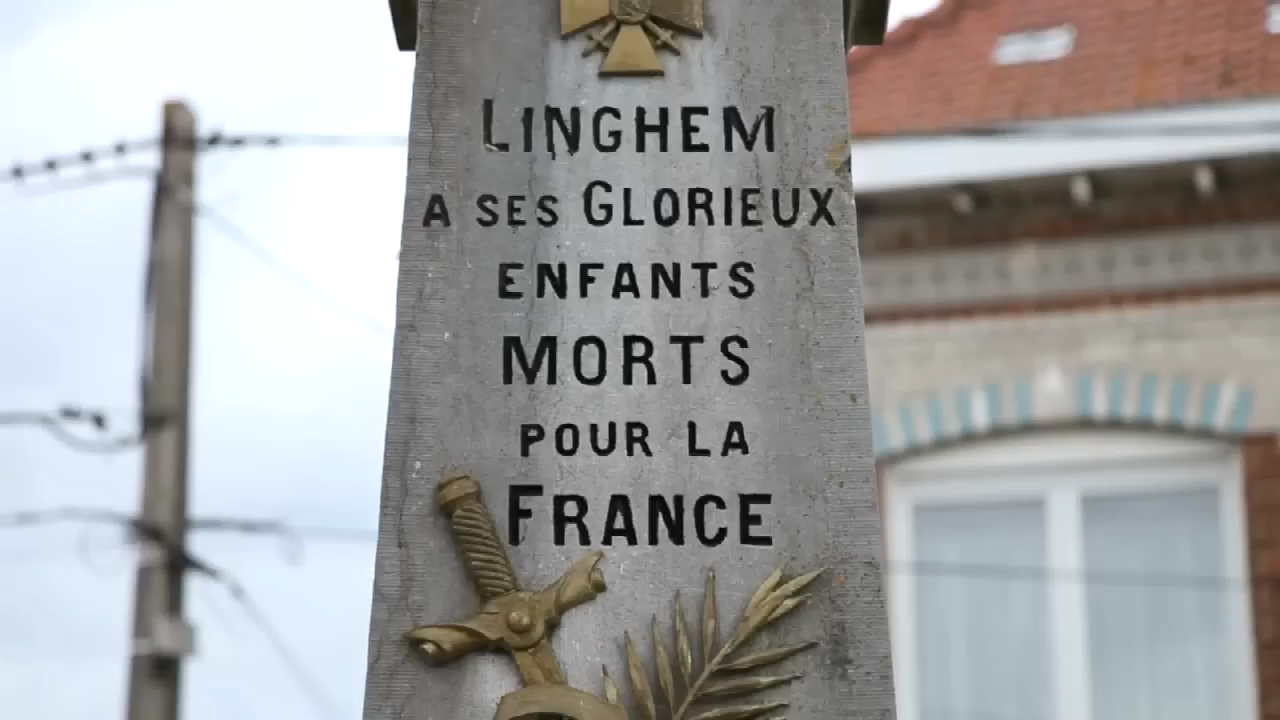 LINGHEM
A SES GLORIEUX
ENFANTS
MORTS
POUR LA
FRANCE